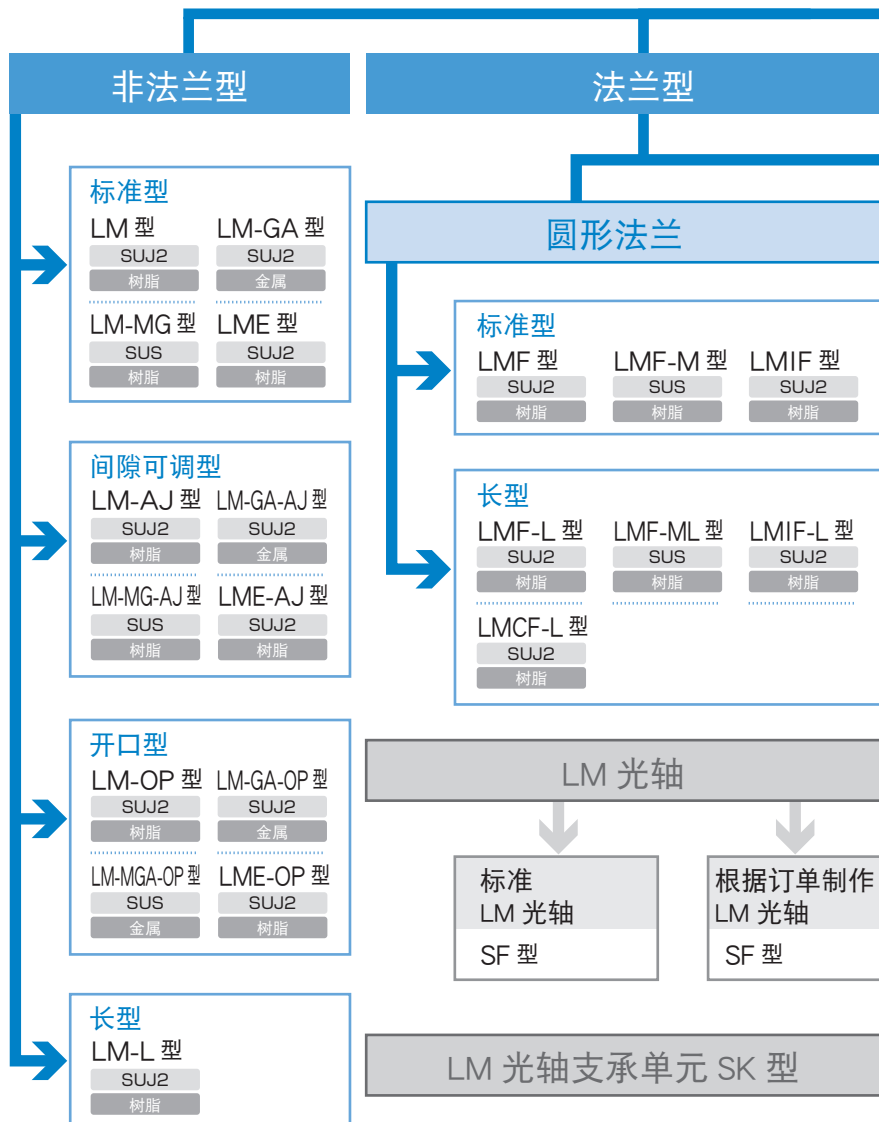 非法兰型
标准型
LM 型 LM-GA 型
SUJ2 SUJ2
树脂 金属
LM-MG 型 LME 型
SUS SUJ2
树脂 树脂
间隙可调型
LM-AJ 型 LM-GA-AJ 型
SUJ2 SUJ2
树脂 金属
LM-MG-AJ 型 LME-AJ 型
SUS SUJ2
树脂 树脂
开口型
LM-OP 型 LM-GA-OP 型
SUJ2 SUJ2
树脂 金属
LM-MGA-OP 型 LME-OP 型
SUS SUJ2
金属 树脂
长型
LM-L 型
SUJ2
树脂
法兰型
圆形法兰
标准型
LMF 型 LMF-M 型 LMIF 型
SUJ2 SUS SUJ2
树脂 树脂 树脂
长型
LMF-L 型 LMF-ML 型 LMIF-L 型
SUJ2 SUS SUJ2
树脂 树脂 树脂
LMCF-L 型
SUJ2
树脂
LM 光轴
标准
LM 光轴
SF 型
根据订单制作
LM 光轴
SF 型
LM 光轴支承单元 SK 型